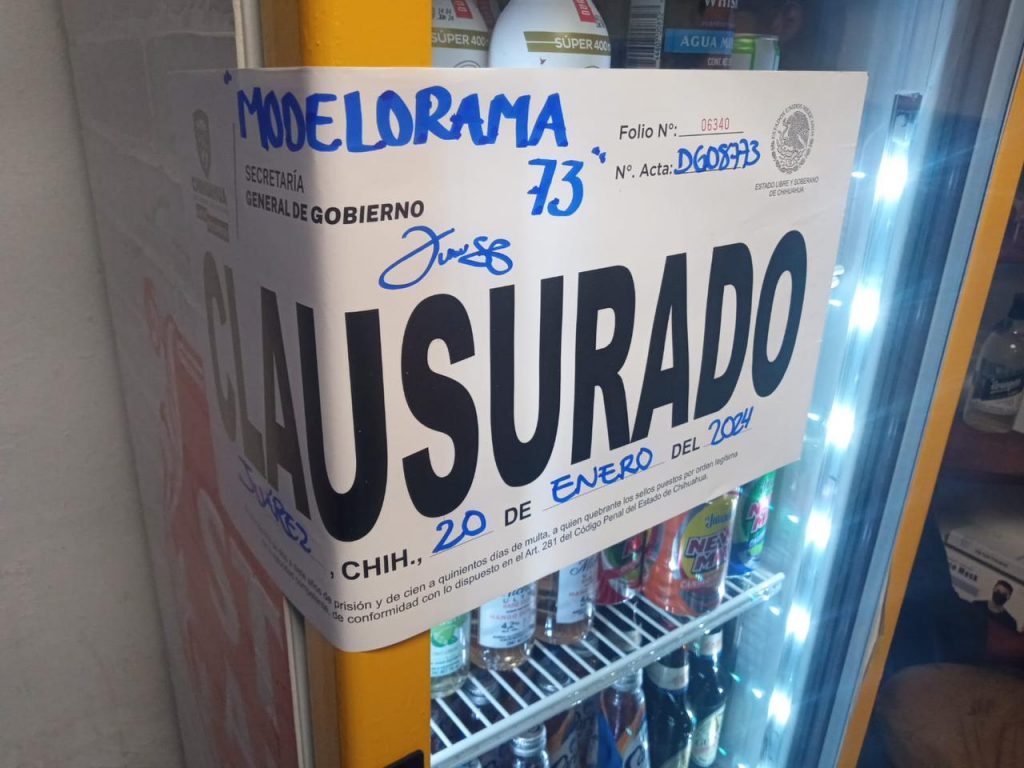 "MODELORAMA
73"
Folio Nº: 06340
Nº. Acta: DG08773
SECRETARÍA
GENERAL DE GOBIERNO
ESTADO LIBRE Y SOBERANO
DE CHIHUAHUA
CHIHUAHUA
CLAUSURADO
JUÁREZ, CHIH., 20 DE ENERO DEL 2024
prisión y de cien a quinientos días de multa, a quien quebrante los sellos puestos por orden legítima
de conformidad con lo dispuesto en el Art. 281 del Código Penal del Estado de Chihuahua.
SÚPER 400
SÚPER 400
WHIS
AGUA M
NEW